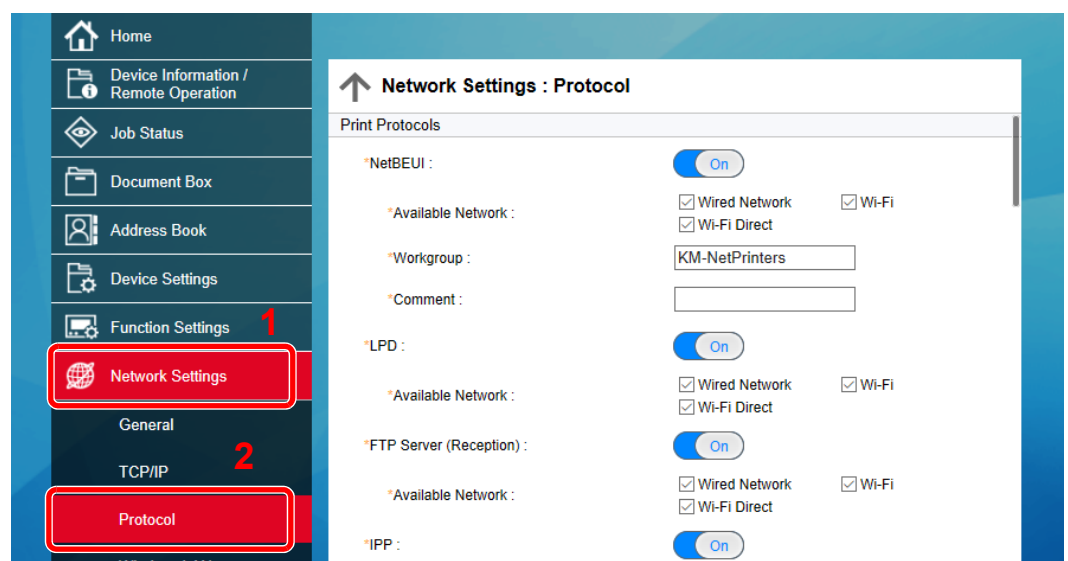 Home
Device Information /
Remote Operation
Job Status
Document Box
Address Book
Device Settings
Function Settings
1
Network Settings
General
2
TCP/IP
Protocol
Network Settings : Protocol
Print Protocols
*NetBEUI :
On
*Available Network :
Wired Network
Wi-Fi
Wi-Fi Direct
*Workgroup :
KM-NetPrinters
*Comment :
*LPD :
On
*Available Network :
Wired Network
Wi-Fi
Wi-Fi Direct
*FTP Server (Reception) :
On
*Available Network :
Wired Network
Wi-Fi
Wi-Fi Direct
*IPP :
On